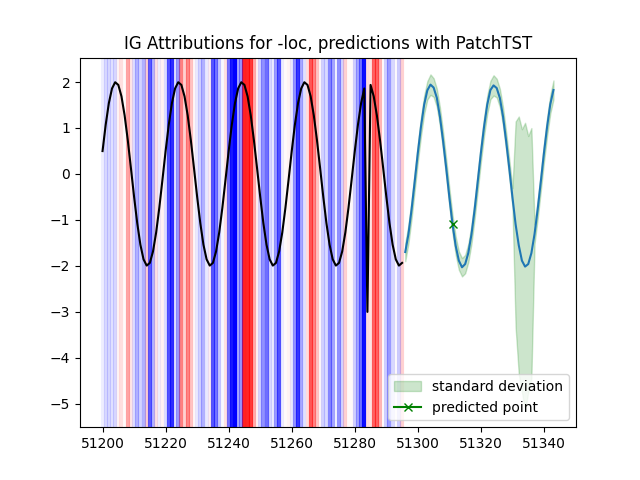 IG Attributions for -loc, predictions with PatchTST
2
1
0
−1
−2
−3
−4
−5
standard deviation
predicted point
51200 51220 51240 51260 51280 51300 51320 51340